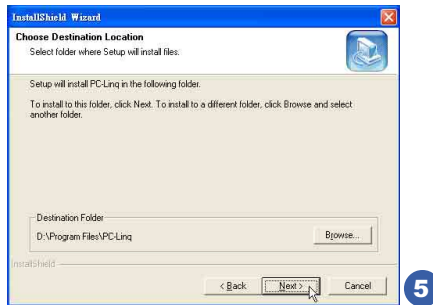 InstallShield Wizard
Choose Destination Location
Select folder where Setup will install files.
Setup will install PC-Linq in the following folder.
To install to this folder, click Next. To install to a different folder, click Browse and select
another folder.
Destination Folder
D:\Program Files\PC-Linq
Browse...
InstallShield
< Back
Next >
Cancel
5